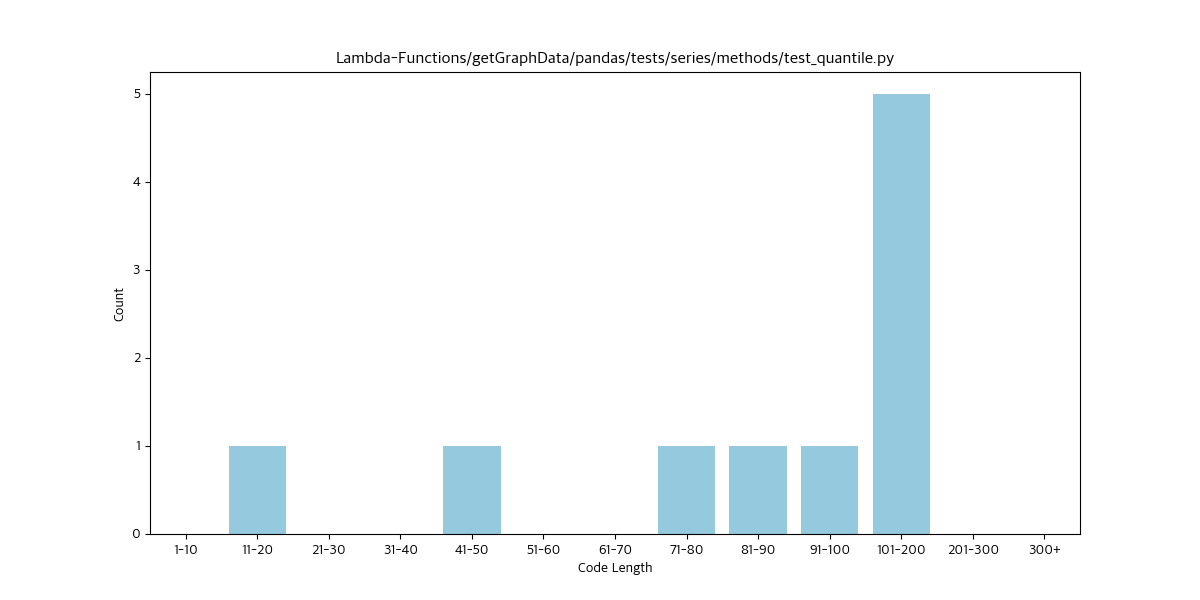 Lambda-Functions/getGraphData/pandas/tests/series/methods/test_quantile.py
5
4
3
2
1
0
Count
1-10 11-20 21-30 31-40 41-50 51-60 61-70 71-80 81-90 91-100 101-200 201-300 300+
Code Length